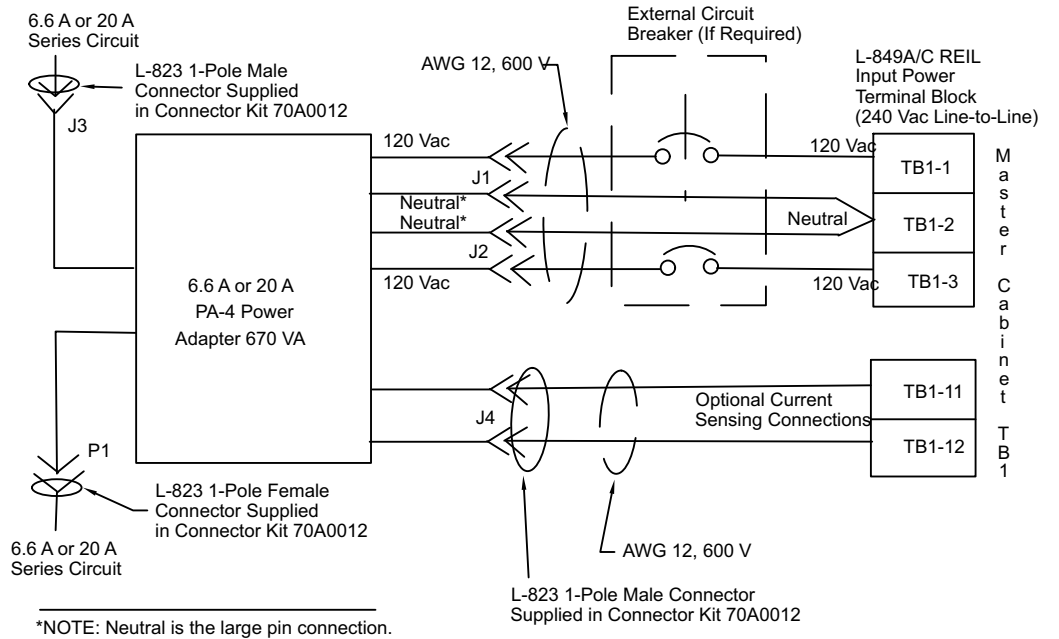 6.6 A or 20 A
Series Circuit
L-823 1-Pole Male
Connector Supplied
in Connector Kit 70A0012
J3
External Circuit
Breaker (If Required)
AWG 12, 600 V
L-849A/C REIL
Input Power
Terminal Block
(240 Vac Line-to-Line)
120 Vac
120 Vac
TB1-1
J1
Neutral*
Neutral*
Neutral
TB1-2
J2
120 Vac
120 Vac
TB1-3
Master Cabinet TB1
6.6 A or 20 A
PA-4 Power
Adapter 670 VA
TB1-11
Optional Current
Sensing Connections
J4
TB1-12
P1
L-823 1-Pole Female
Connector Supplied
in Connector Kit 70A0012
6.6 A or 20 A
Series Circuit
AWG 12, 600 V
L-823 1-Pole Male Connector
Supplied in Connector Kit 70A0012
*NOTE: Neutral is the large pin connection.